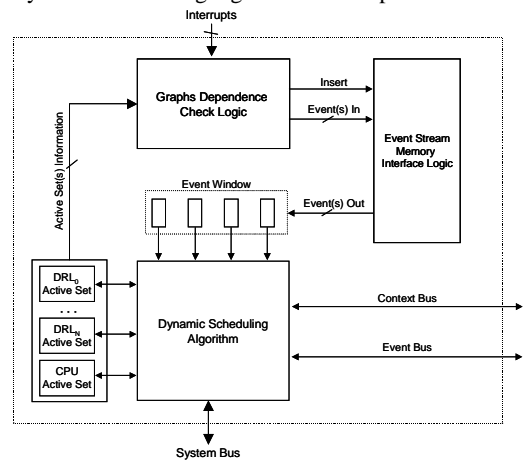 Interrupts
Graphs Dependence
Check Logic
Insert
Event(s) In
Event Stream
Memory
Interface Logic
Active Set(s) Information
Event Window
Event(s) Out
DRL0
Active Set
...
DRLN
Active Set
CPU
Active Set
Dynamic Scheduling
Algorithm
Context Bus
Event Bus
System Bus